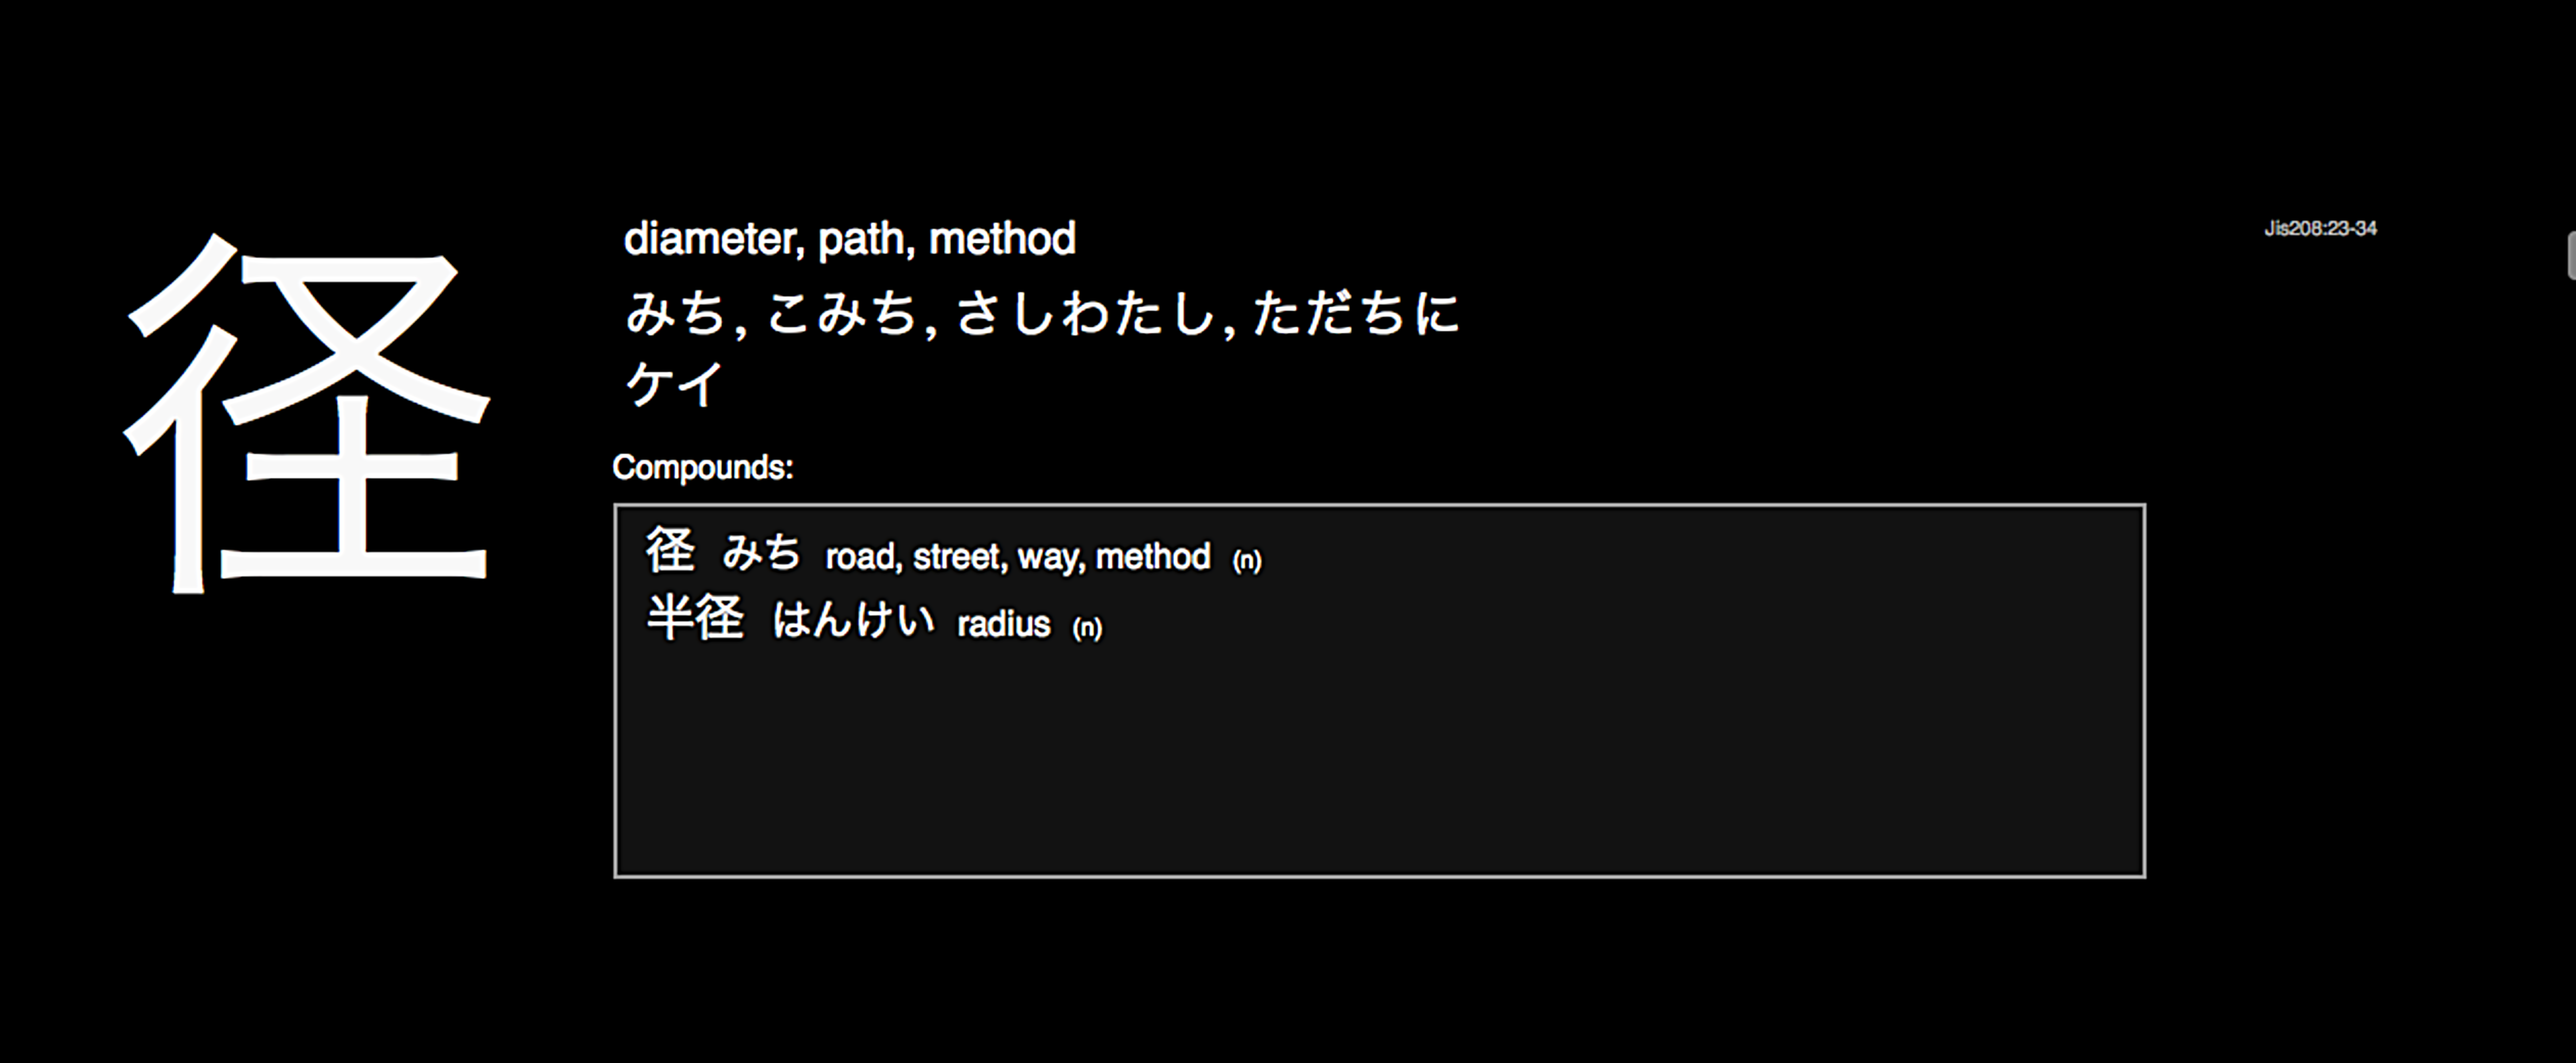 径
diameter, path, method
Jis208:23-34
みち, こみち, さしわたし, ただちに
ケイ
Compounds:
径 みち road, street, way, method (n)
半径 はんけい radius (n)